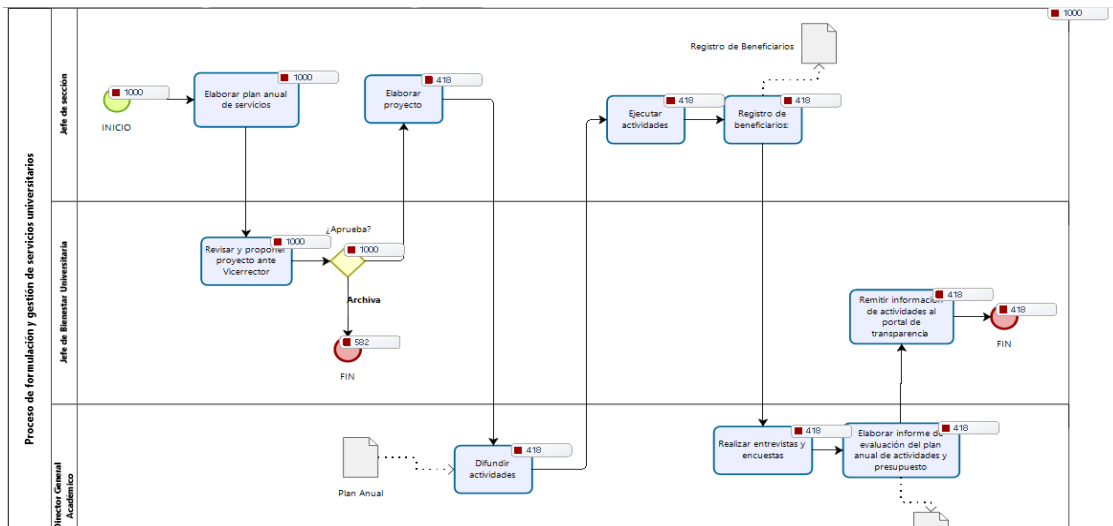 Proceso de formulación y gestión de servicios universitarios
1000
Jefe de sección
1000
INICIO
1000
Elaborar plan anual
de servicios
418
Elaborar
proyecto
418
Ejecutar
actividades
418
Registro de
beneficiarios:
Registro de Beneficiarios
Jefe de Bienestar Universitaria
1000
Revisar y proponer
proyecto ante
Vicerrector
¿Aprueba?
1000
Archiva
582
FIN
418
Remitir información
de actividades al
portal de
transparencia
418
FIN
Director General
Académico
Plan Anual
418
Difundir
actividades
418
Realizar entrevistas y
encuestas
418
Elaborar informe de
evaluación del plan
anual de actividades y
presupuesto